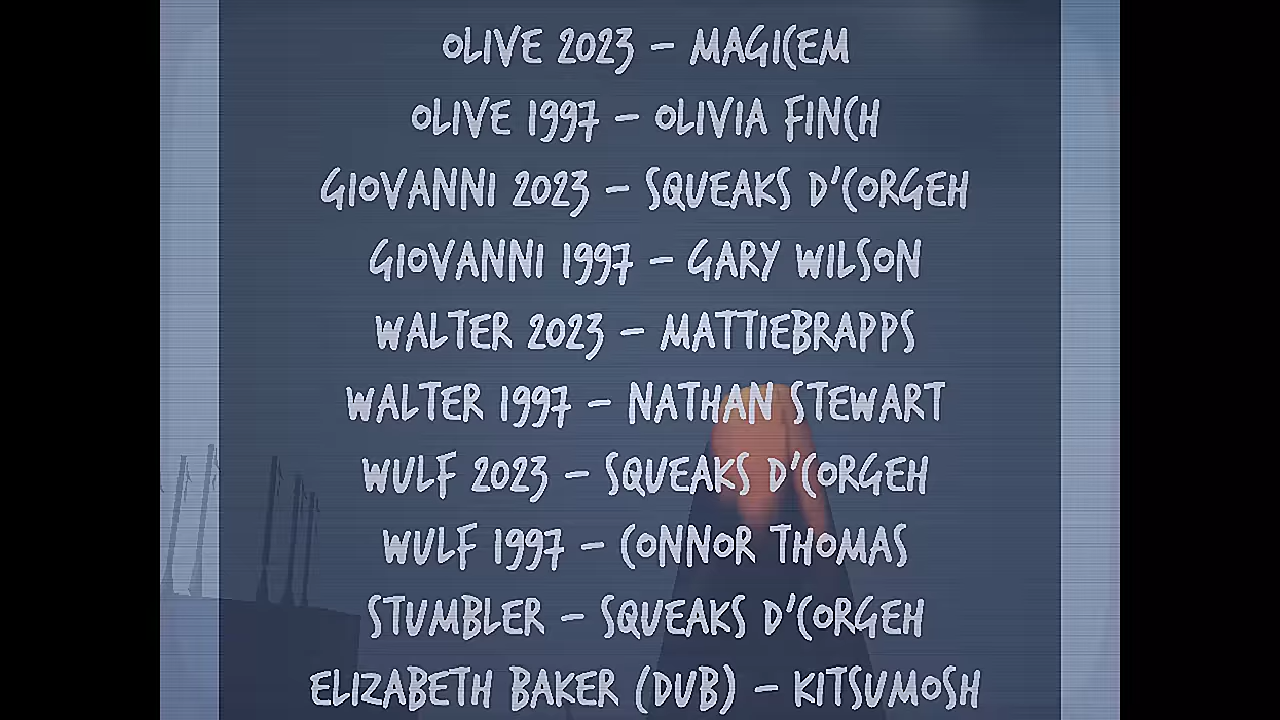 OLIVE 2023 – MAGICEM
OLIVE 1997 – OLIVIA FINCH
GIOVANNI 2023 – SQUEAKS D'CORGEH
GIOVANNI 1997 – GARY WILSON
WALTER 2023 – MATTIEBRAPPS
WALTER 1997 – NATHAN STEWART
WULF 2023 – SQUEAKS D'CORGEH
WULF 1997 – CONNOR THOMAS
STUMBLER – SQUEAKS D'CORGEH
ELIZABETH BAKER (DUB) – KITSUMOSH